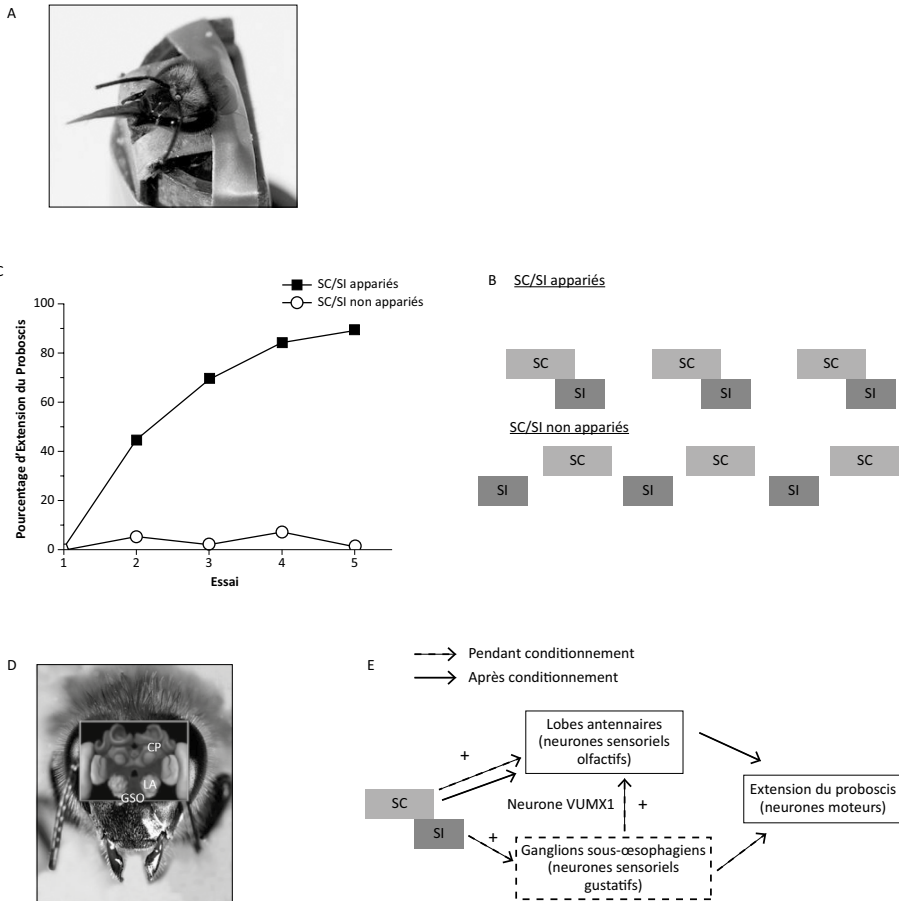 A
C
SC/SI appariés
SC/SI non appariés
Pourcentage d'Extension du Proboscis
100
80
60
40
20
0
1 2 3 4 5
Essai
B SC/SI appariés
SC SC SC
SI SI SI
SC/SI non appariés
SC SC SC
SI SI SI
D
CP
LA
GSO
E
Pendant conditionnement
Après conditionnement
Lobes antennaires
(neurones sensoriels
olfactifs)
+
SC
SI
+
Neurone VUMX1
+
Ganglions sous-œsophagiens
(neurones sensoriels
gustatifs)
Extension du proboscis
(neurones moteurs)